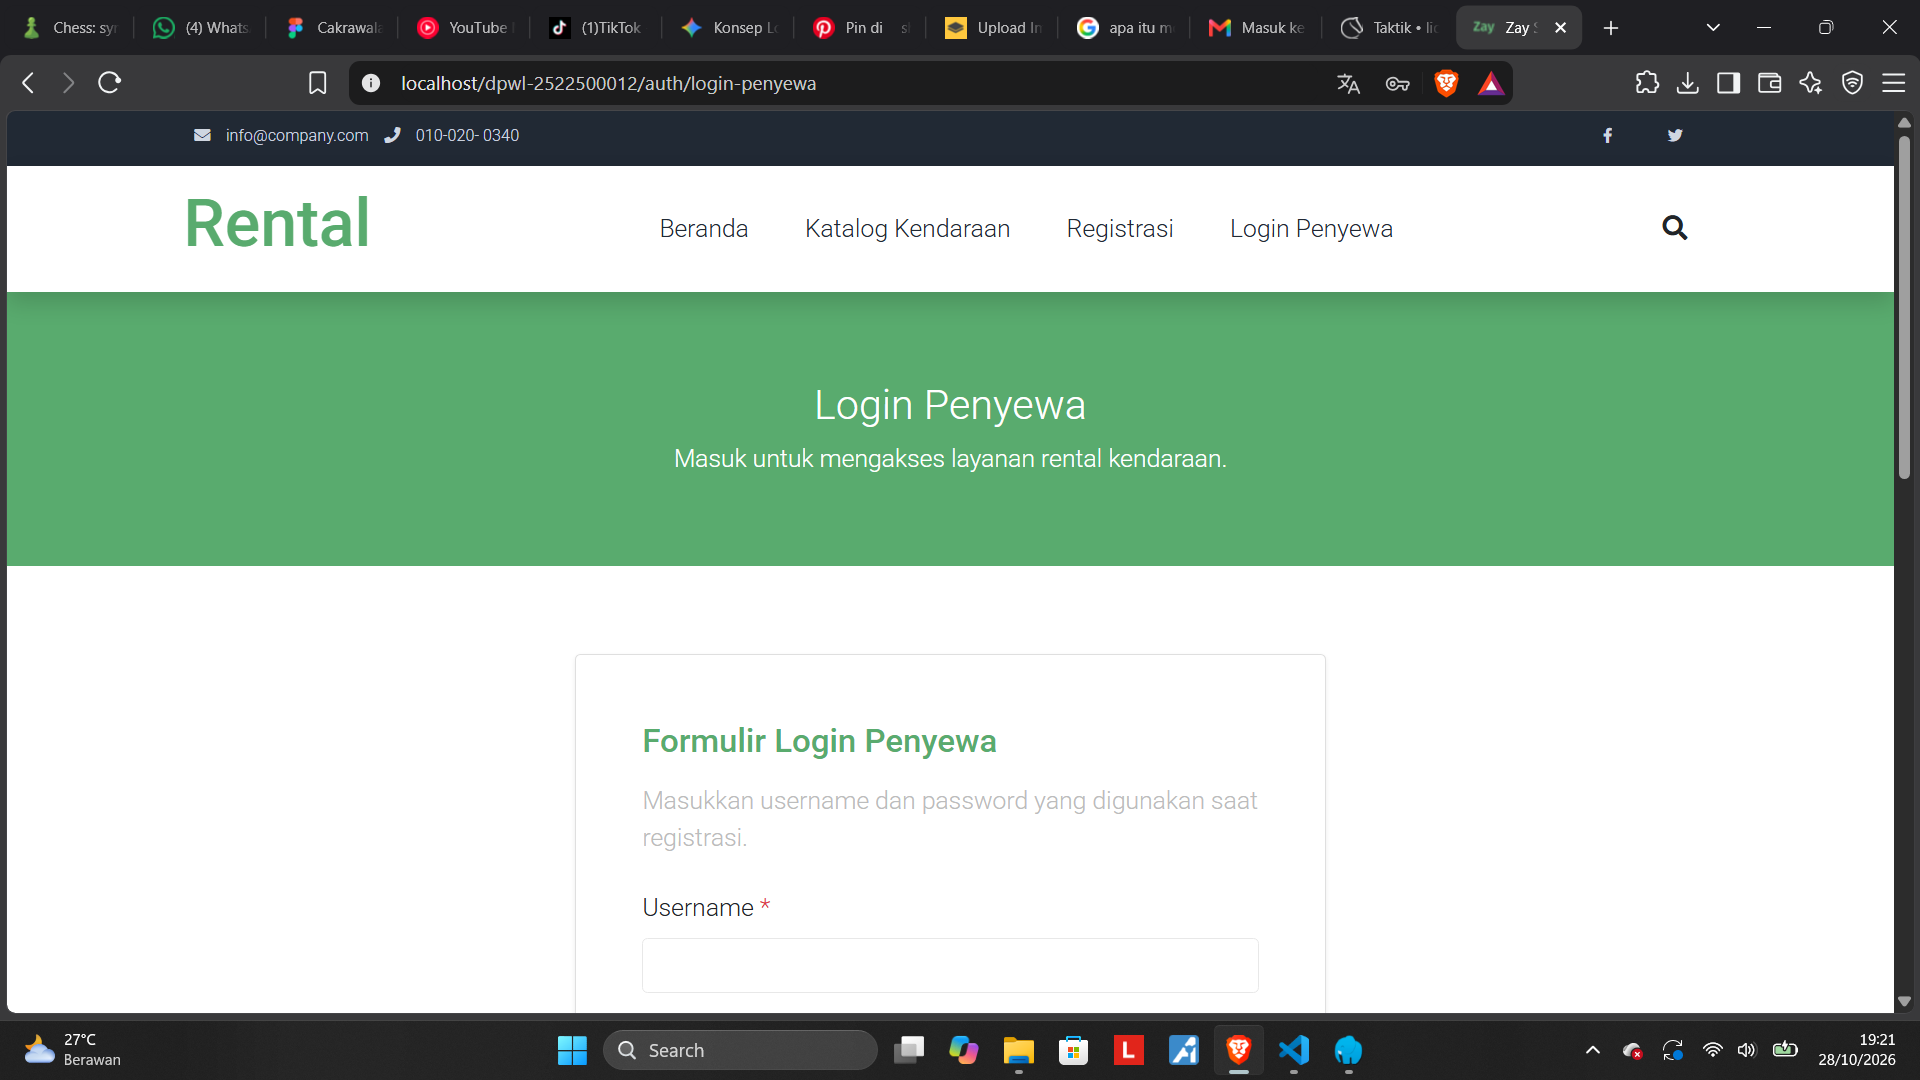 Chess: syr
(4) Whats
Cakrawala
YouTube
(1)TikTok
Konsep Lo
Pin di
Upload In
apa itu m
Masuk ke
Taktik • lic
Zay S
localhost/dpwl-2522500012/auth/login-penyewa
info@company.com 010-020- 0340
Rental
Beranda
Katalog Kendaraan
Registrasi
Login Penyewa
Login Penyewa
Masuk untuk mengakses layanan rental kendaraan.
Formulir Login Penyewa
Masukkan username dan password yang digunakan saat
registrasi.
Username *
27°C
Berawan
Search
19:21
28/10/2026